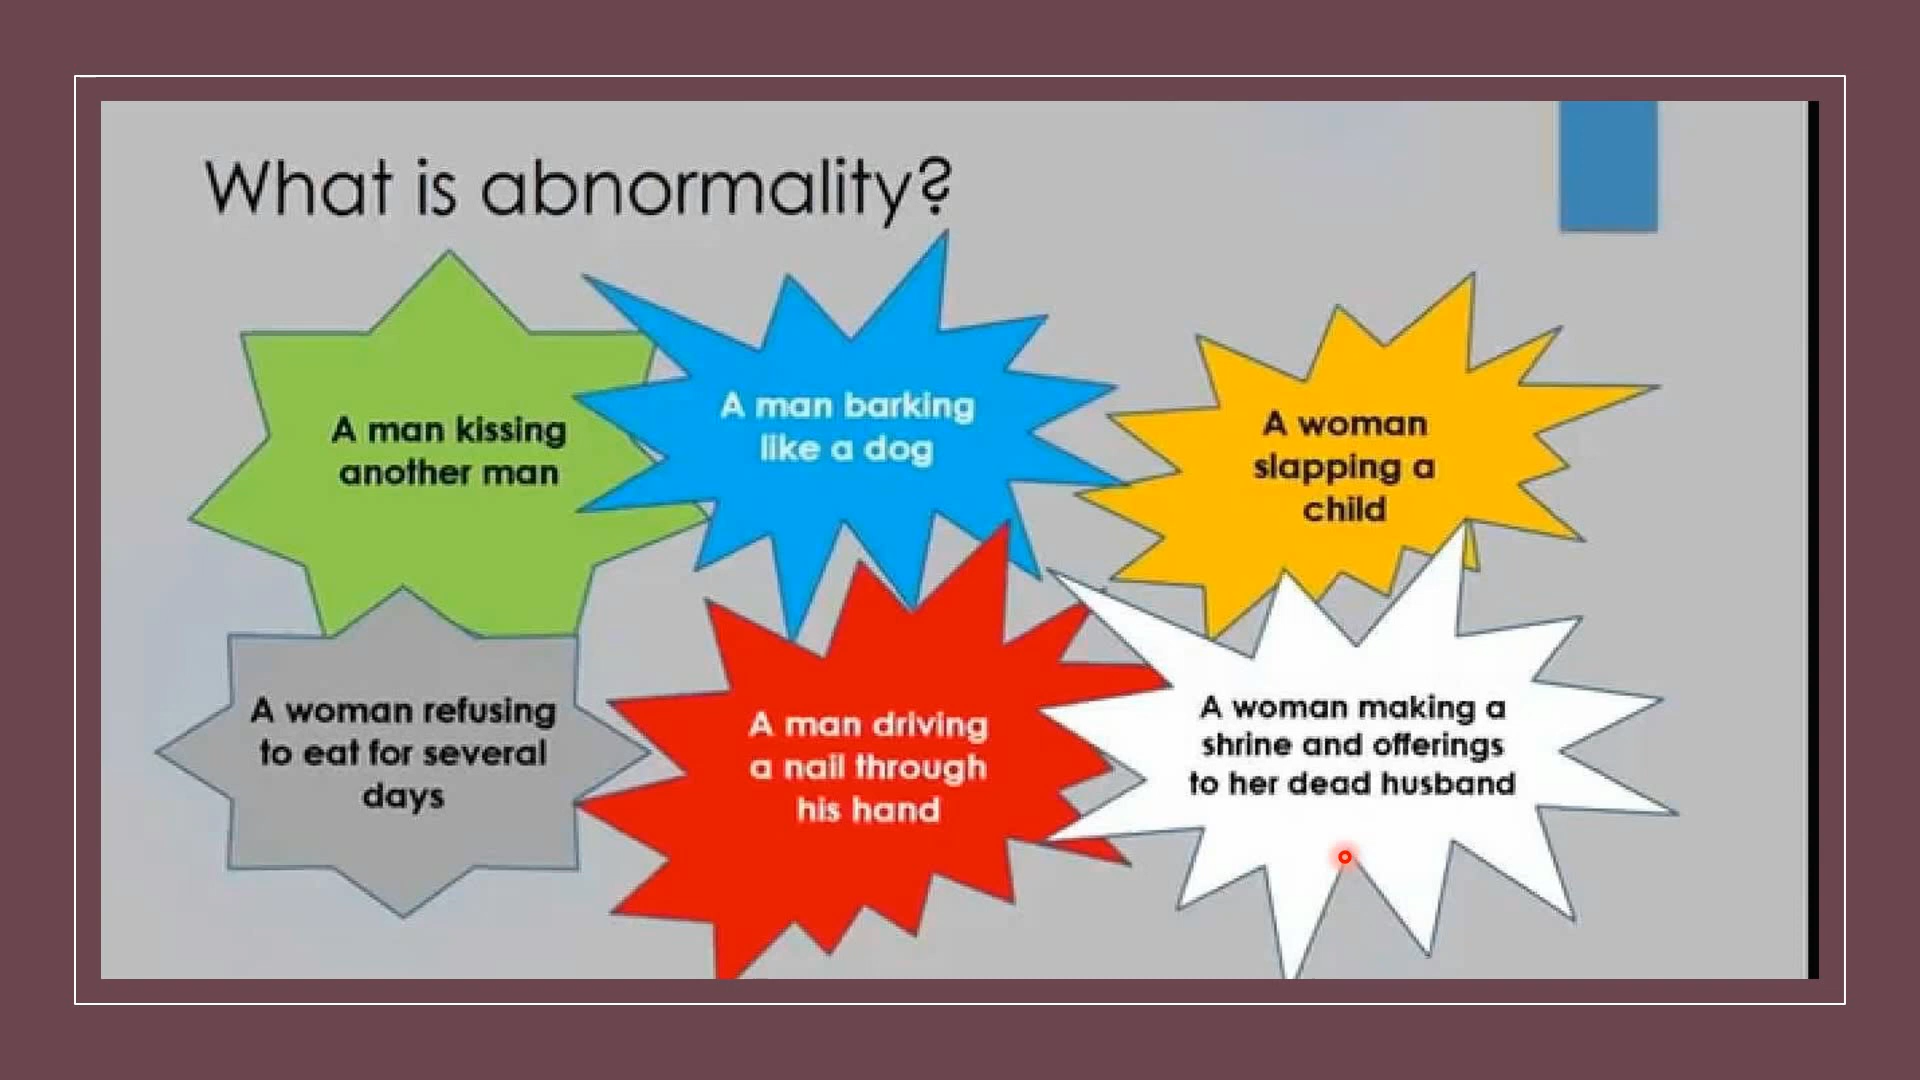 What is abnormality?
A man kissing
another man
A man barking
like a dog
A woman
slapping a
child
A woman refusing
to eat for several
days
A man driving
a nail through
his hand
A woman making a
shrine and offerings
to her dead husband